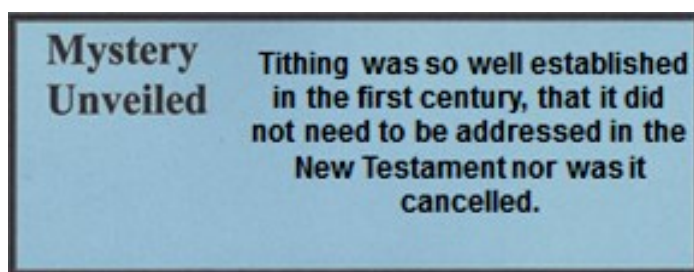 Mystery
Unveiled
Tithing was so well established
in the first century, that it did
not need to be addressed in the
New Testament nor was it
cancelled.